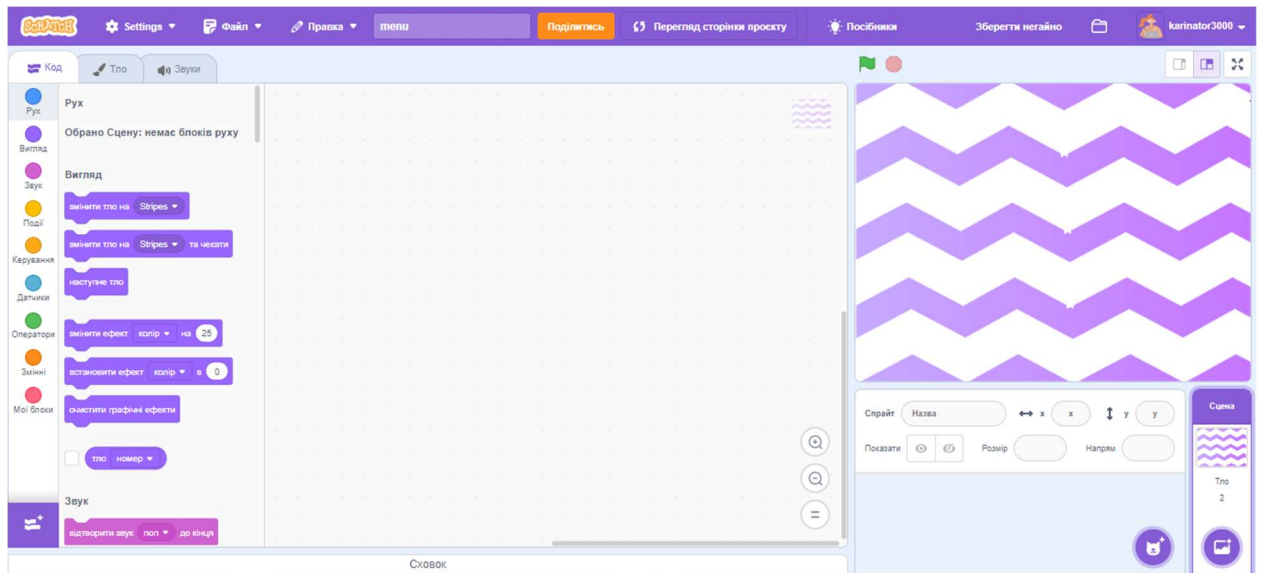 SCRATCH Settings Файл Правка menu Поділитись Перегляд сторінки проєкту Посібники Зберегти негайно karinator3000
Код Тло Звуки
Рух
Вигляд
Звук
Події
Керування
Датчики
Оператори
Змінні
Мої блоки
Рух
Обрано Сцену: немає блоків руху
Вигляд
змінити тло на Stripes
змінити тло на Stripes та чекати
наступне тло
змінити ефект колір на 25
встановити ефект колір в 0
очистити графічні ефекти
тло номер
Звук
відтворити звук поп до кінця
Сховок
Спрайт Назва x x y y
Показати Розмір Напрям
Сцена
Тло
2